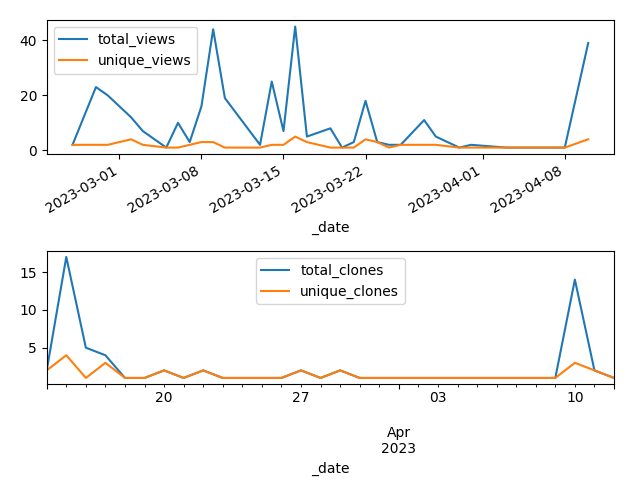 total_views
unique_views
40
20
0
2023-03-01
2023-03-08
2023-03-15
2023-03-22
2023-04-01
2023-04-08
_date
total_clones
unique_clones
15
10
5
20
27
03
10
Apr
2023
_date